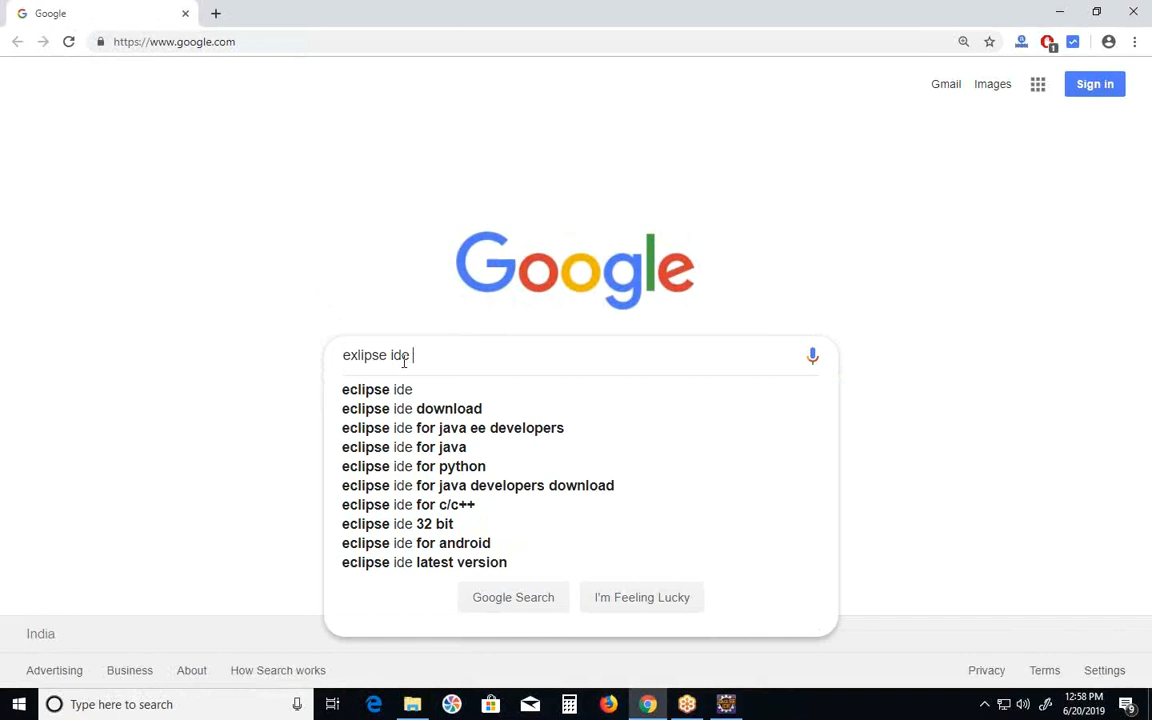 Google
https://www.google.com
1
Gmail Images Sign in
Google
exlipse ide
eclipse ide
eclipse ide download
eclipse ide for java ee developers
eclipse ide for java
eclipse ide for python
eclipse ide for java developers download
eclipse ide for c/c++
eclipse ide 32 bit
eclipse ide for android
eclipse ide latest version
Google Search I'm Feeling Lucky
India
Advertising Business About How Search works Privacy Terms Settings
Type here to search
12:58 PM
6/20/2019
9